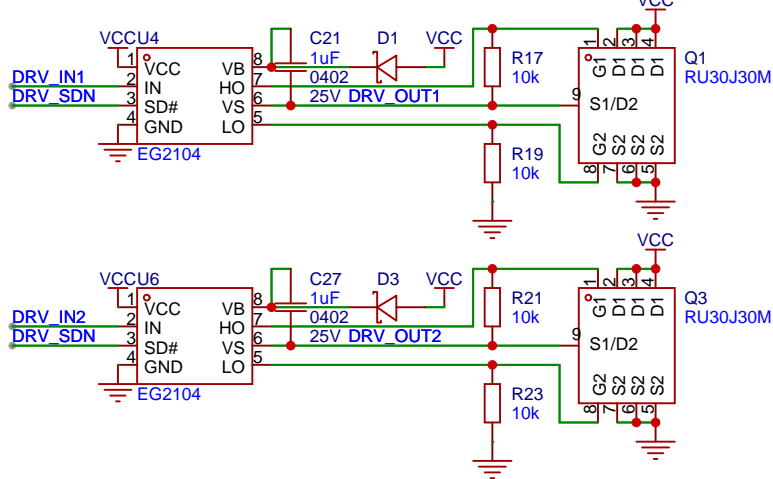 VCC
VCC U4
C21
D1
VCC
1
VCC
VB
8
1uF
R17
1
2
3
4
Q1
DRV_IN1
2
IN
HO
7
0402
10k
G1
D1
D1
D1
RU30J30M
DRV_SDN
3
SD#
VS
6
25V
DRV_OUT1
9
S1/D2
4
GND
LO
5
EG2104
R19
10k
G2
S2
S2
S2
8
7
6
5
VCC
VCC U6
C27
D3
VCC
1
VCC
VB
8
1uF
R21
1
2
3
4
Q3
DRV_IN2
2
IN
HO
7
0402
10k
G1
D1
D1
D1
RU30J30M
DRV_SDN
3
SD#
VS
6
25V
DRV_OUT2
9
S1/D2
4
GND
LO
5
EG2104
R23
10k
G2
S2
S2
S2
8
7
6
5